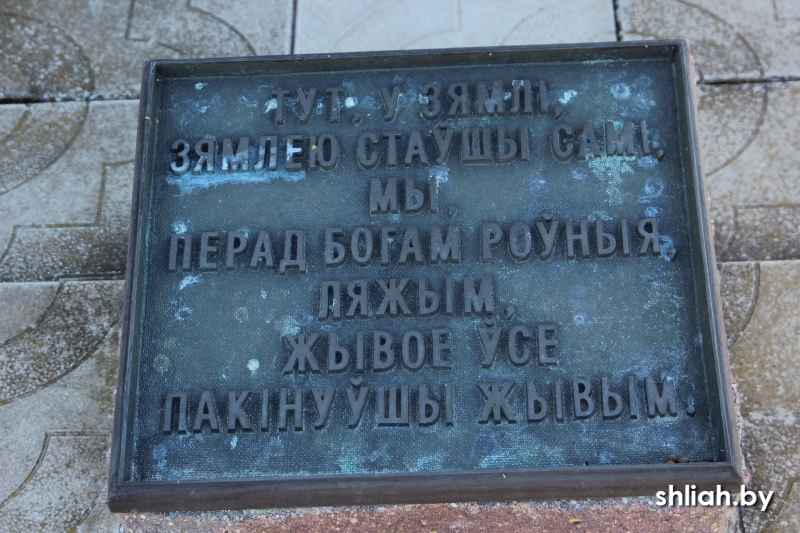 ТУТ, У ЗЯМЛІ,
ЗЯМЛЕЮ СТАЎШЫ САМІ,
МЫ,
ПЕРАД БОГАМ РОЎНЫЯ,
ЛЯЖЫМ,
ЖЫВОЕ ЎСЕ
ПАКІНУЎШЫ ЖЫВЫМ.
shliah.by